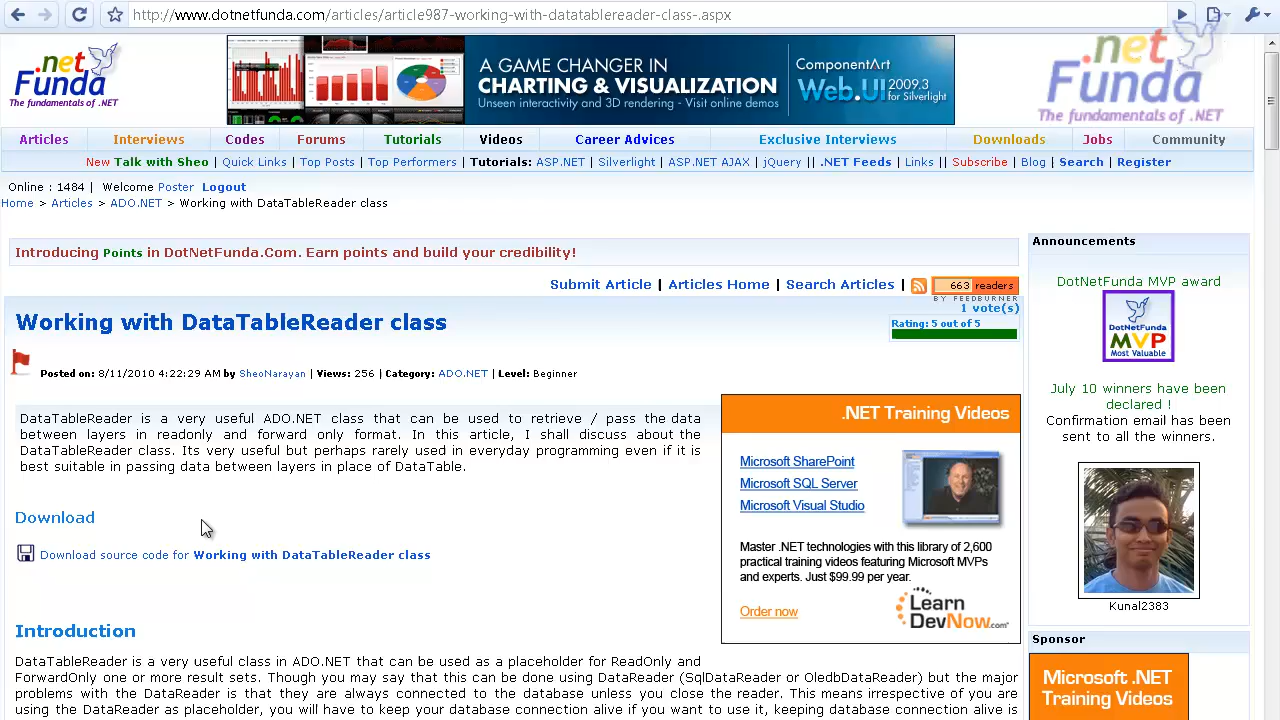 http://www.dotnetfunda.com/articles/article987-working-with-datatablereader-class-.aspx
.net
Funda
The fundamentals of .NET
A GAME CHANGER IN
CHARTING & VISUALIZATION
Unseen interactivity and 3D rendering - Visit online demos
ComponentArt
Web.UI 2009.3
for Silverlight
.net
Funda
The fundamentals of .NET
Articles Interviews Codes Forums Tutorials Videos Career Advices Exclusive Interviews Downloads Jobs Community
New Talk with Sheo | Quick Links | Top Posts | Top Performers | Tutorials: ASP.NET | Silverlight | ASP.NET AJAX | jQuery || .NET Feeds | Links || Subscribe | Blog | Search | Register
Online : 1484 | Welcome Poster Logout
Home > Articles > ADO.NET > Working with DataTableReader class
Introducing Points in DotNetFunda.Com. Earn points and build your credibility!
Submit Article | Articles Home | Search Articles | 663 readers
BY FEEDBURNER
1 vote(s)
Working with DataTableReader class
Rating: 5 out of 5
Posted on: 8/11/2010 4:22:29 AM by SheoNarayan | Views: 256 | Category: ADO.NET | Level: Beginner
DataTableReader is a very useful ADO.NET class that can be used to retrieve / pass the data
between layers in readonly and forward only format. In this article, I shall discuss about the
DataTableReader class. Its very useful but perhaps rarely used in everyday programming even if it is
best suitable in passing data between layers in place of DataTable.
.NET Training Videos
Microsoft SharePoint
Microsoft SQL Server
Microsoft Visual Studio
Master .NET technologies with this library of 2,600
practical training videos featuring Microsoft MVPs
and experts. Just $99.99 per year.
Order now
Learn
DevNow.com
Download
Download source code for Working with DataTableReader class
Introduction
DataTableReader is a very useful class in ADO.NET that can be used as a placeholder for ReadOnly and
ForwardOnly one or more result sets. Though you may say that this can be done using DataReader (SqlDataReader or OledbDataReader) but the major
problems with the DataReader is that they are always connected to the database unless you close the reader. This means irrespective of you are
using the DataReader as placeholder, you will have to keep your database connection alive if you want to use it, keeping database connection alive is
Announcements
DotNetFunda MVP award
DotNetFunda
MVP
Most Valuable
July 10 winners have been
declared !
Confirmation email has been
sent to all the winners.
Kunal2383
Sponsor
Microsoft .NET
Training Videos